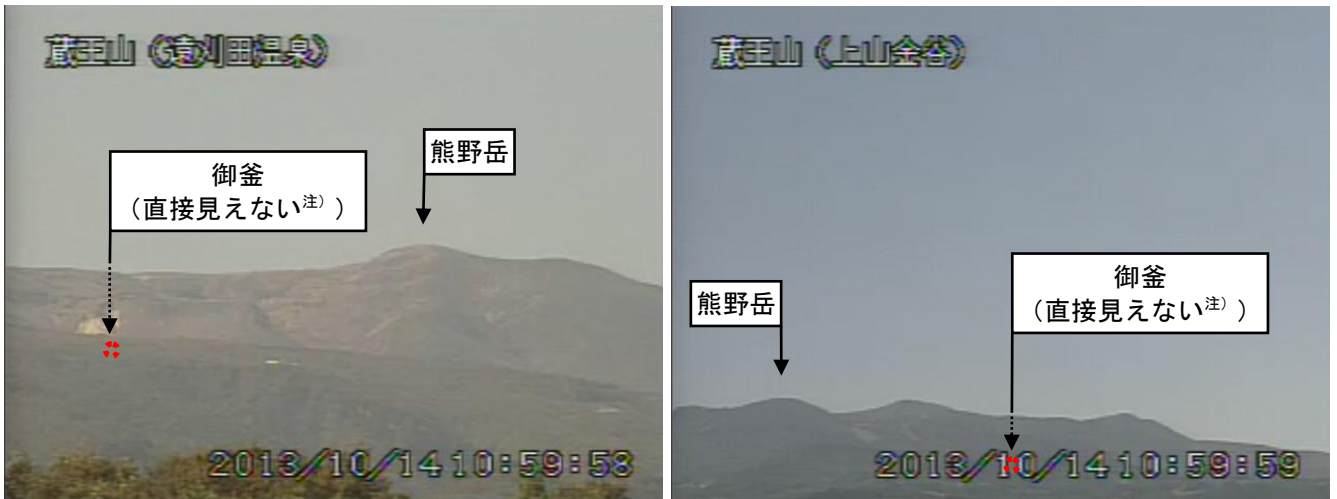 蔵王山（遠刈田温泉）
熊野岳
御釜
（直接見えない注））
2013/10/14 10:59:58
蔵王山（上山金谷）
御釜
（直接見えない注））
熊野岳
2013/10/14 10:59:59